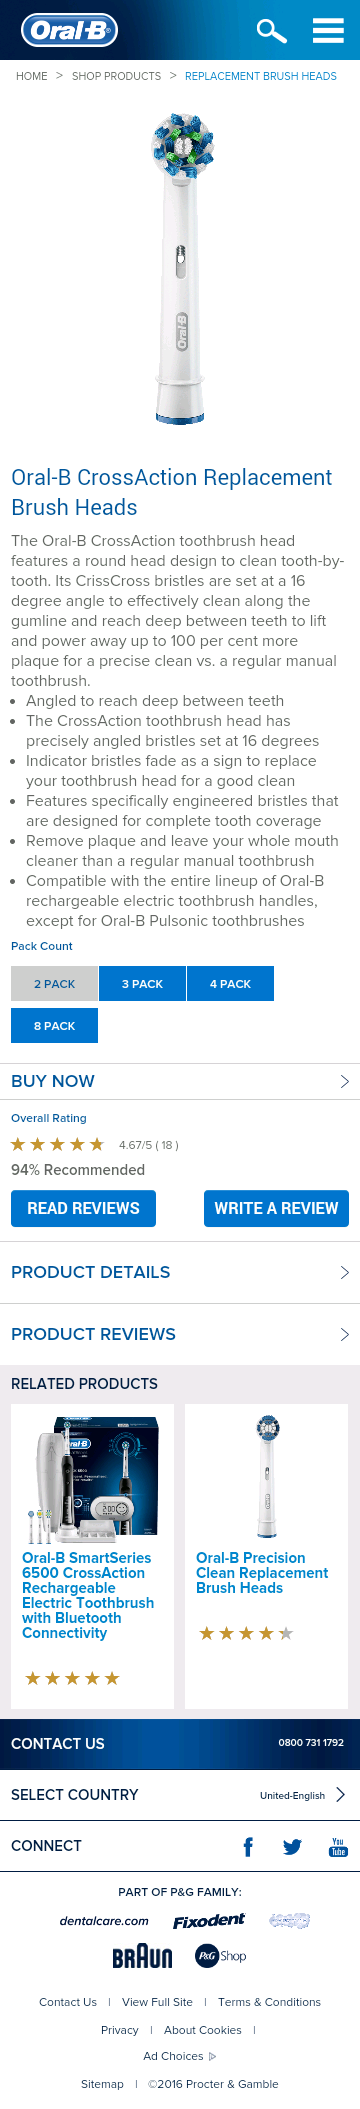 Oral-B
HOME > SHOP PRODUCTS > REPLACEMENT BRUSH HEADS
Oral-B
Oral-B CrossAction Replacement
Brush Heads
The Oral-B CrossAction toothbrush head
features a round head design to clean tooth-by-
tooth. Its CrissCross bristles are set at a 16
degree angle to effectively clean along the
gumline and reach deep between teeth to lift
and power away up to 100 per cent more
plaque for a precise clean vs. a regular manual
toothbrush.
• Angled to reach deep between teeth
• The CrossAction toothbrush head has
precisely angled bristles set at 16 degrees
• Indicator bristles fade as a sign to replace
your toothbrush head for a good clean
• Features specifically engineered bristles that
are designed for complete tooth coverage
• Remove plaque and leave your whole mouth
cleaner than a regular manual toothbrush
• Compatible with the entire lineup of Oral-B
rechargeable electric toothbrush handles,
except for Oral-B Pulsonic toothbrushes
Pack Count
2 PACK 3 PACK 4 PACK
8 PACK
BUY NOW
Overall Rating
4.67/5 ( 18 )
94% Recommended
READ REVIEWS WRITE A REVIEW
PRODUCT DETAILS
PRODUCT REVIEWS
RELATED PRODUCTS
Oral-B SmartSeries
6500 CrossAction
Rechargeable
Electric Toothbrush
with Bluetooth
Connectivity
Oral-B Precision
Clean Replacement
Brush Heads
CONTACT US 0800 731 1792
SELECT COUNTRY United-English
CONNECT You Tube
PART OF P&G FAMILY:
dentalcare.com Fixodent
BRAUN P&G Shop
Contact Us | View Full Site | Terms & Conditions
Privacy | About Cookies |
Ad Choices
Sitemap | ©2016 Procter & Gamble